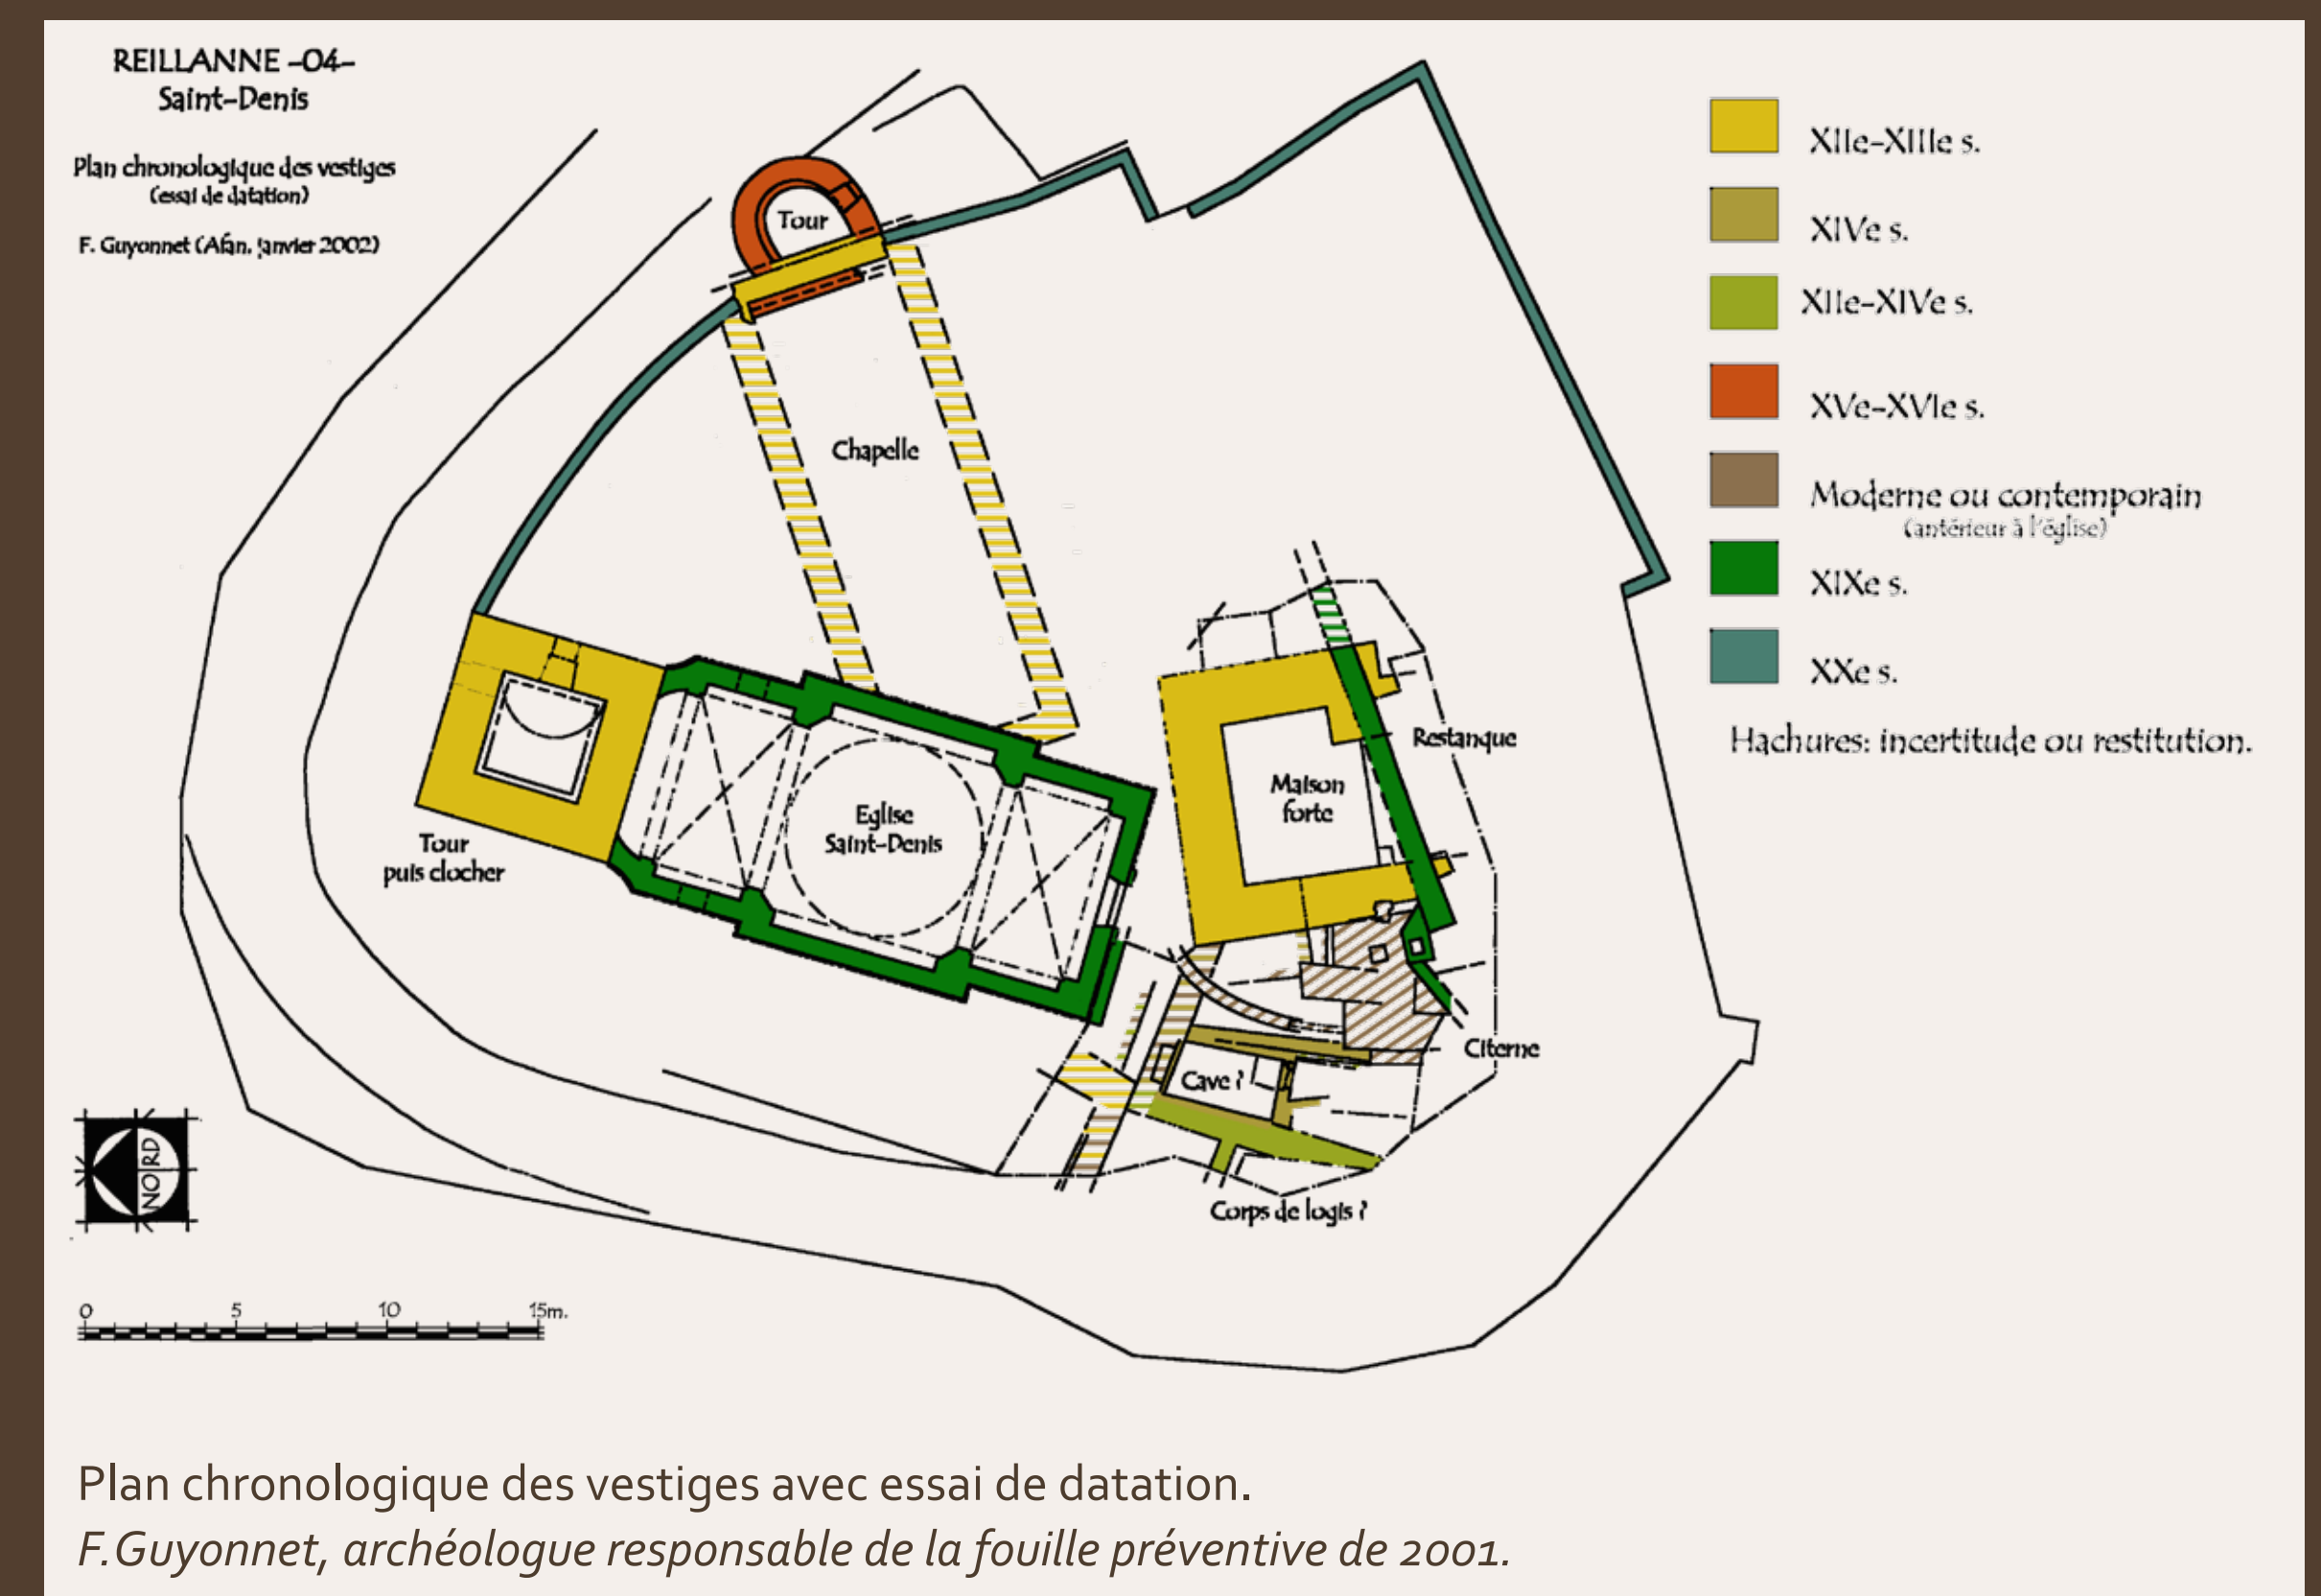 REILLANNE -04-
Saint-Denis
Plan chronologique des vestiges
(essai de datation)
F. Guyonnet (Afan, janvier 2002)
XIIe-XIIIe s.
XIVe s.
XIIe-XIVe s.
XVe-XVIe s.
Moderne ou contemporain
(antérieur à l'église)
XIXe s.
XXe s.
Hachures: incertitude ou restitution.
Tour
Chapelle
Restanque
Maison
forte
Eglise
Saint-Denis
Tour
puis clocher
Citerne
Cave ?
Corps de logis ?
NORD
0 5 10 15m.
Plan chronologique des vestiges avec essai de datation.
F.Guyonnet, archéologue responsable de la fouille préventive de 2001.